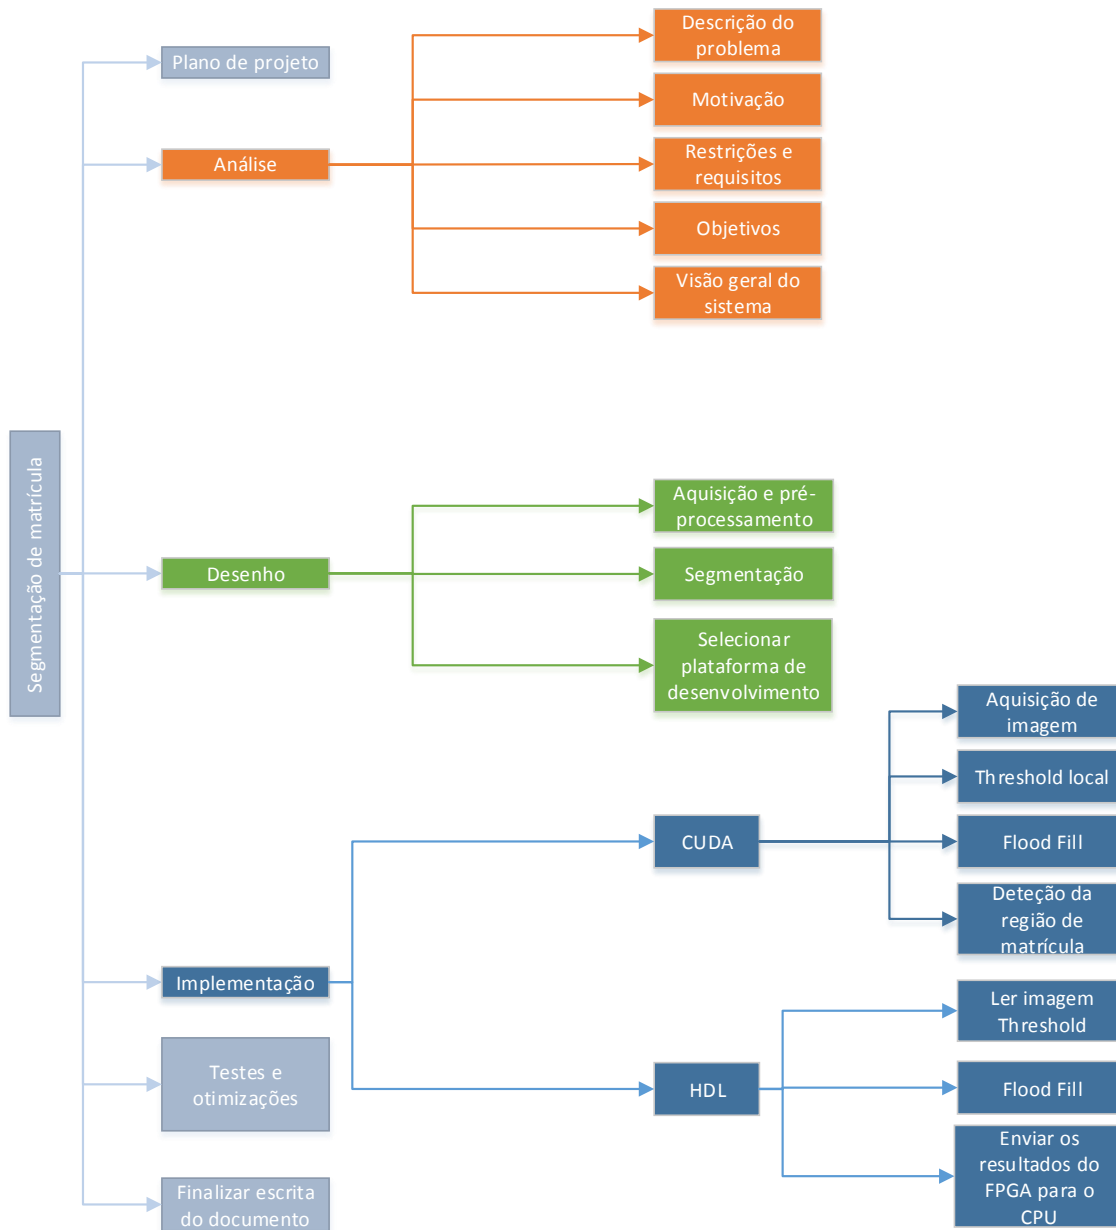 Segmentação de matrícula
Plano de projeto
Análise
Descrição do
problema
Motivação
Restrições e
requisitos
Objetivos
Visão geral do
sistema
Desenho
Aquisição e pré-
processamento
Segmentação
Selecionar
plataforma de
desenvolvimento
Implementação
CUDA
Aquisição de
imagem
Threshold local
Flood Fill
Deteção da
região de
matrícula
HDL
Ler imagem
Threshold
Flood Fill
Enviar os
resultados do
FPGA para o
CPU
Testes e
otimizações
Finalizar escrita
do documento